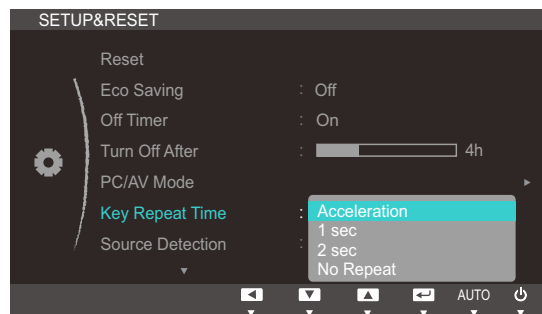 SETUP&RESET
Reset
Eco Saving : Off
Off Timer : On
Turn Off After : 4h
PC/AV Mode
Key Repeat Time : Acceleration
1 sec
Source Detection : 2 sec
No Repeat
AUTO